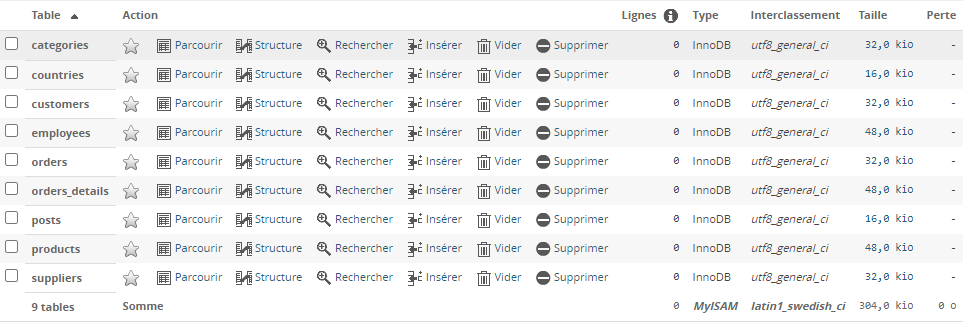 Table Action Lignes Type Interclassement Taille Perte
categories Parcourir Structure Rechercher Insérer Vider Supprimer 0 InnoDB utf8_general_ci 32,0 kio -
countries Parcourir Structure Rechercher Insérer Vider Supprimer 0 InnoDB utf8_general_ci 16,0 kio -
customers Parcourir Structure Rechercher Insérer Vider Supprimer 0 InnoDB utf8_general_ci 32,0 kio -
employees Parcourir Structure Rechercher Insérer Vider Supprimer 0 InnoDB utf8_general_ci 48,0 kio -
orders Parcourir Structure Rechercher Insérer Vider Supprimer 0 InnoDB utf8_general_ci 32,0 kio -
orders_details Parcourir Structure Rechercher Insérer Vider Supprimer 0 InnoDB utf8_general_ci 48,0 kio -
posts Parcourir Structure Rechercher Insérer Vider Supprimer 0 InnoDB utf8_general_ci 16,0 kio -
products Parcourir Structure Rechercher Insérer Vider Supprimer 0 InnoDB utf8_general_ci 48,0 kio -
suppliers Parcourir Structure Rechercher Insérer Vider Supprimer 0 InnoDB utf8_general_ci 32,0 kio -
9 tables Somme 0 MyISAM latin1_swedish_ci 304,0 kio 0 o